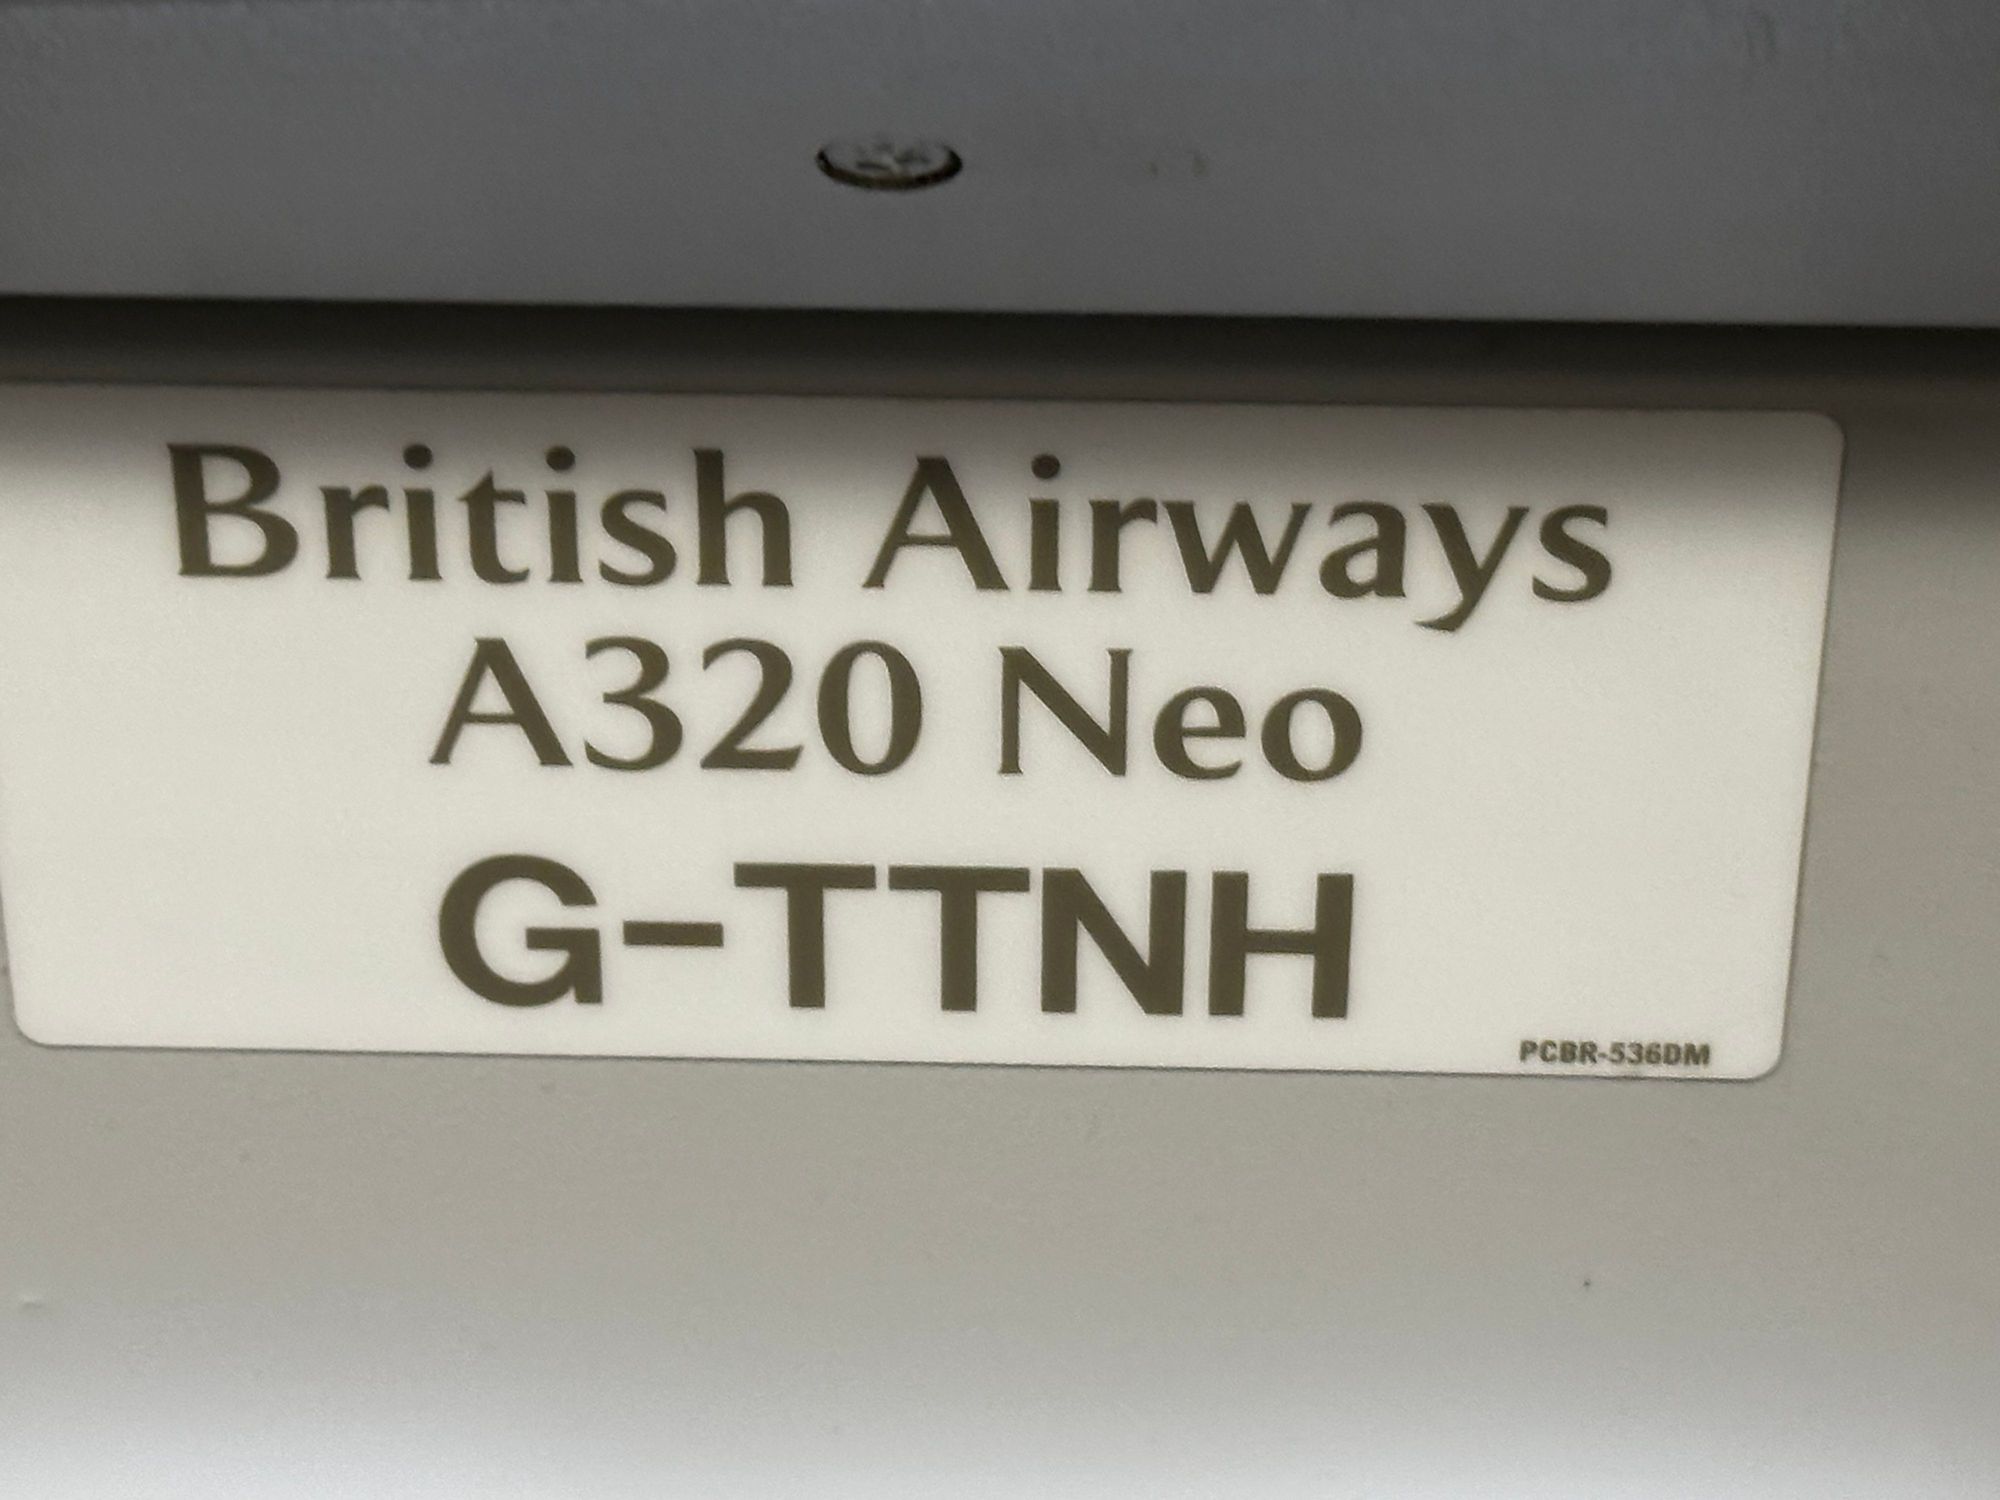 British Airways
A320 Neo
G-TTNH
PCBR-536DM